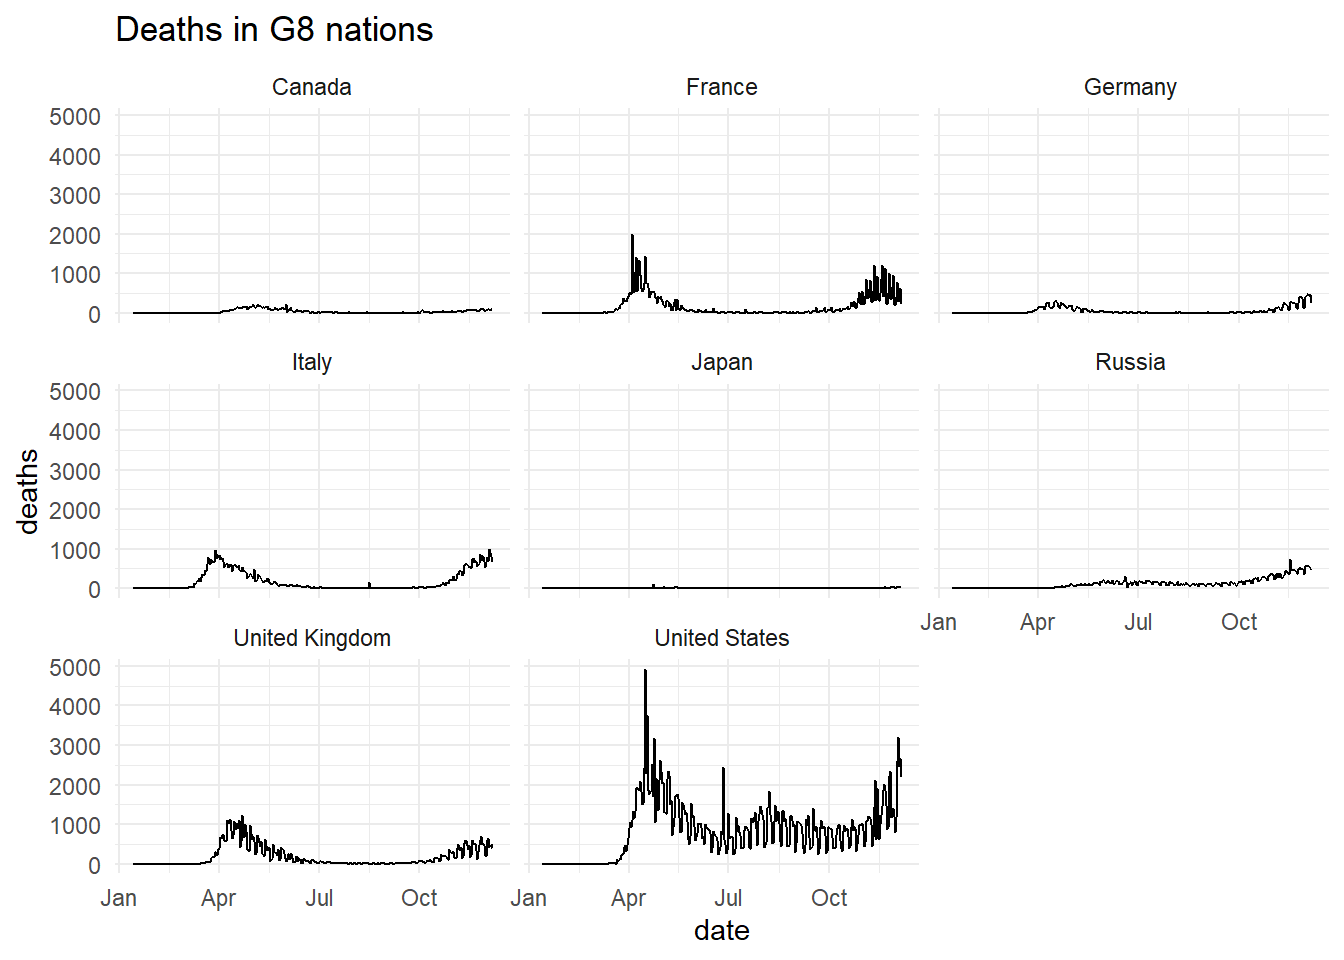 Deaths in G8 nations
Canada France Germany
5000
4000
3000
2000
1000
0
Italy Japan Russia
5000
4000
3000
2000
1000
0
Jan Apr Jul Oct
United Kingdom United States
5000
4000
3000
2000
1000
0
Jan Apr Jul Oct Jan Apr Jul Oct
date
deaths